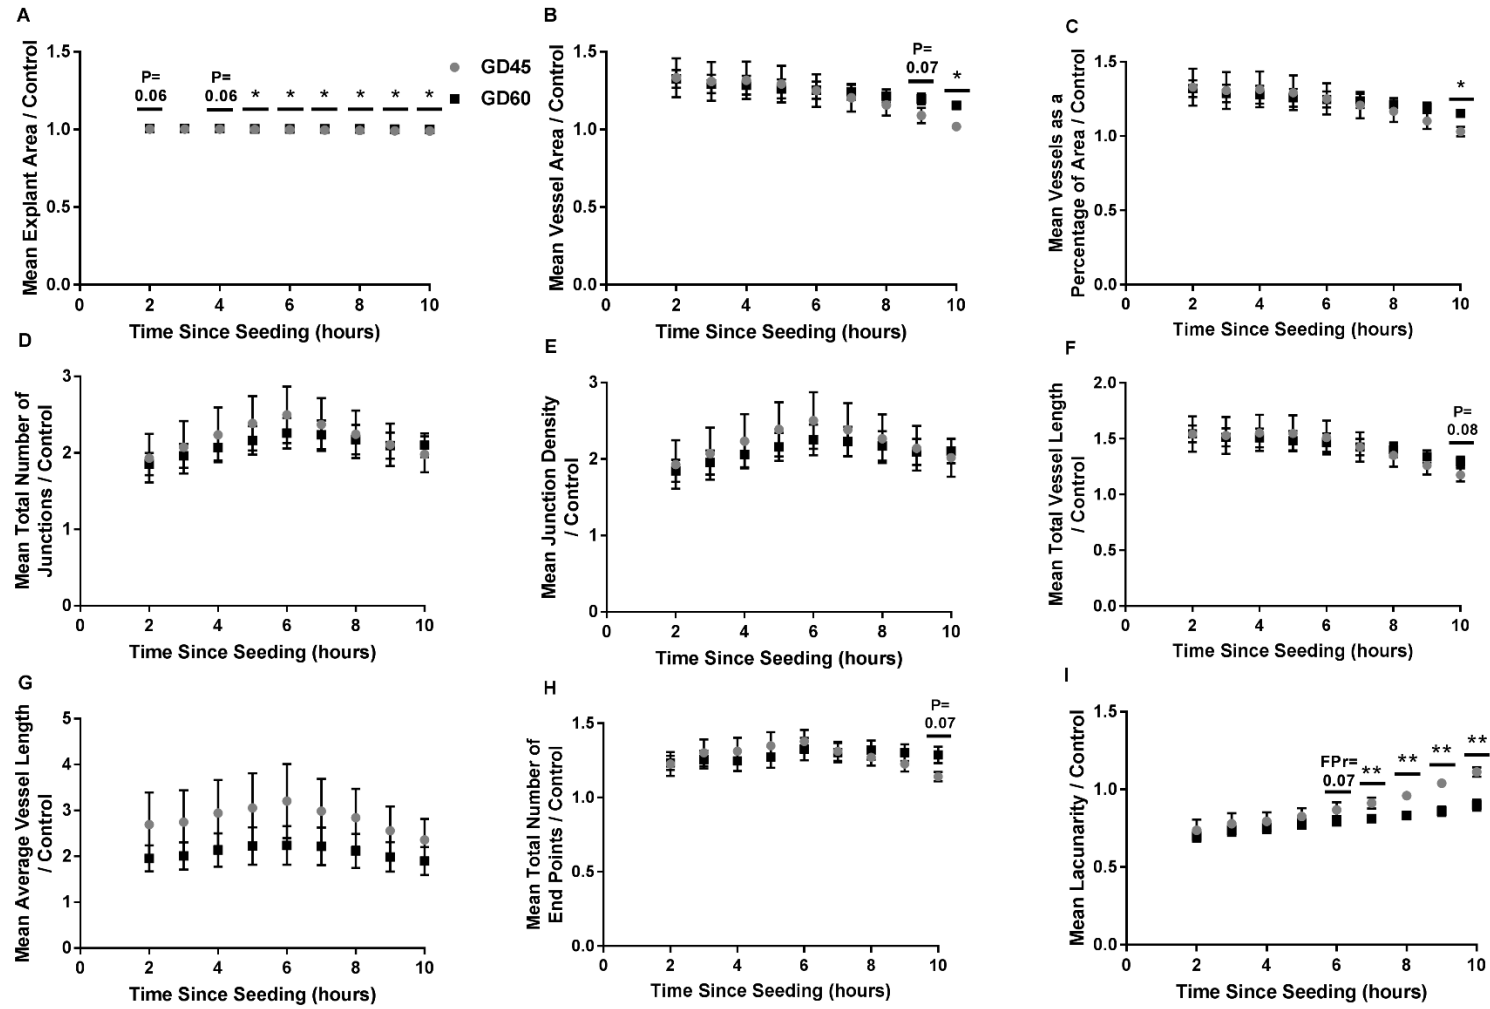 A
Mean Explant Area / Control
1.5
1.0
0.5
0.0
P=
0.06
P=
0.06
* * * * * *
0 2 4 6 8 10
Time Since Seeding (hours)
GD45
GD60
B
Mean Vessel Area / Control
1.5
1.0
0.5
0.0
P=
0.07
*
0 2 4 6 8 10
Time Since Seeding (hours)
C
Mean Vessels as a
Percentage of Area / Control
1.5
1.0
0.5
0.0
*
0 2 4 6 8 10
Time Since Seeding (hours)
D
Mean Total Number of
Junctions / Control
3
2
1
0
0 2 4 6 8 10
Time Since Seeding (hours)
E
Mean Junction Density
/ Control
3
2
1
0
0 2 4 6 8 10
Time Since Seeding (hours)
F
Mean Total Vessel Length
/ Control
2.0
1.5
1.0
0.5
0.0
P=
0.08
0 2 4 6 8 10
Time Since Seeding (hours)
G
Mean Average Vessel Length
/ Control
5
4
3
2
1
0
0 2 4 6 8 10
Time Since Seeding (hours)
H
Mean Total Number of
End Points / Control
1.5
1.0
0.5
0.0
P=
0.07
0 2 4 6 8 10
Time Since Seeding (hours)
I
Mean Lacunarity / Control
1.5
1.0
0.5
0.0
FPr=
0.07
** ** ** **
0 2 4 6 8 10
Time Since Seeding (hours)